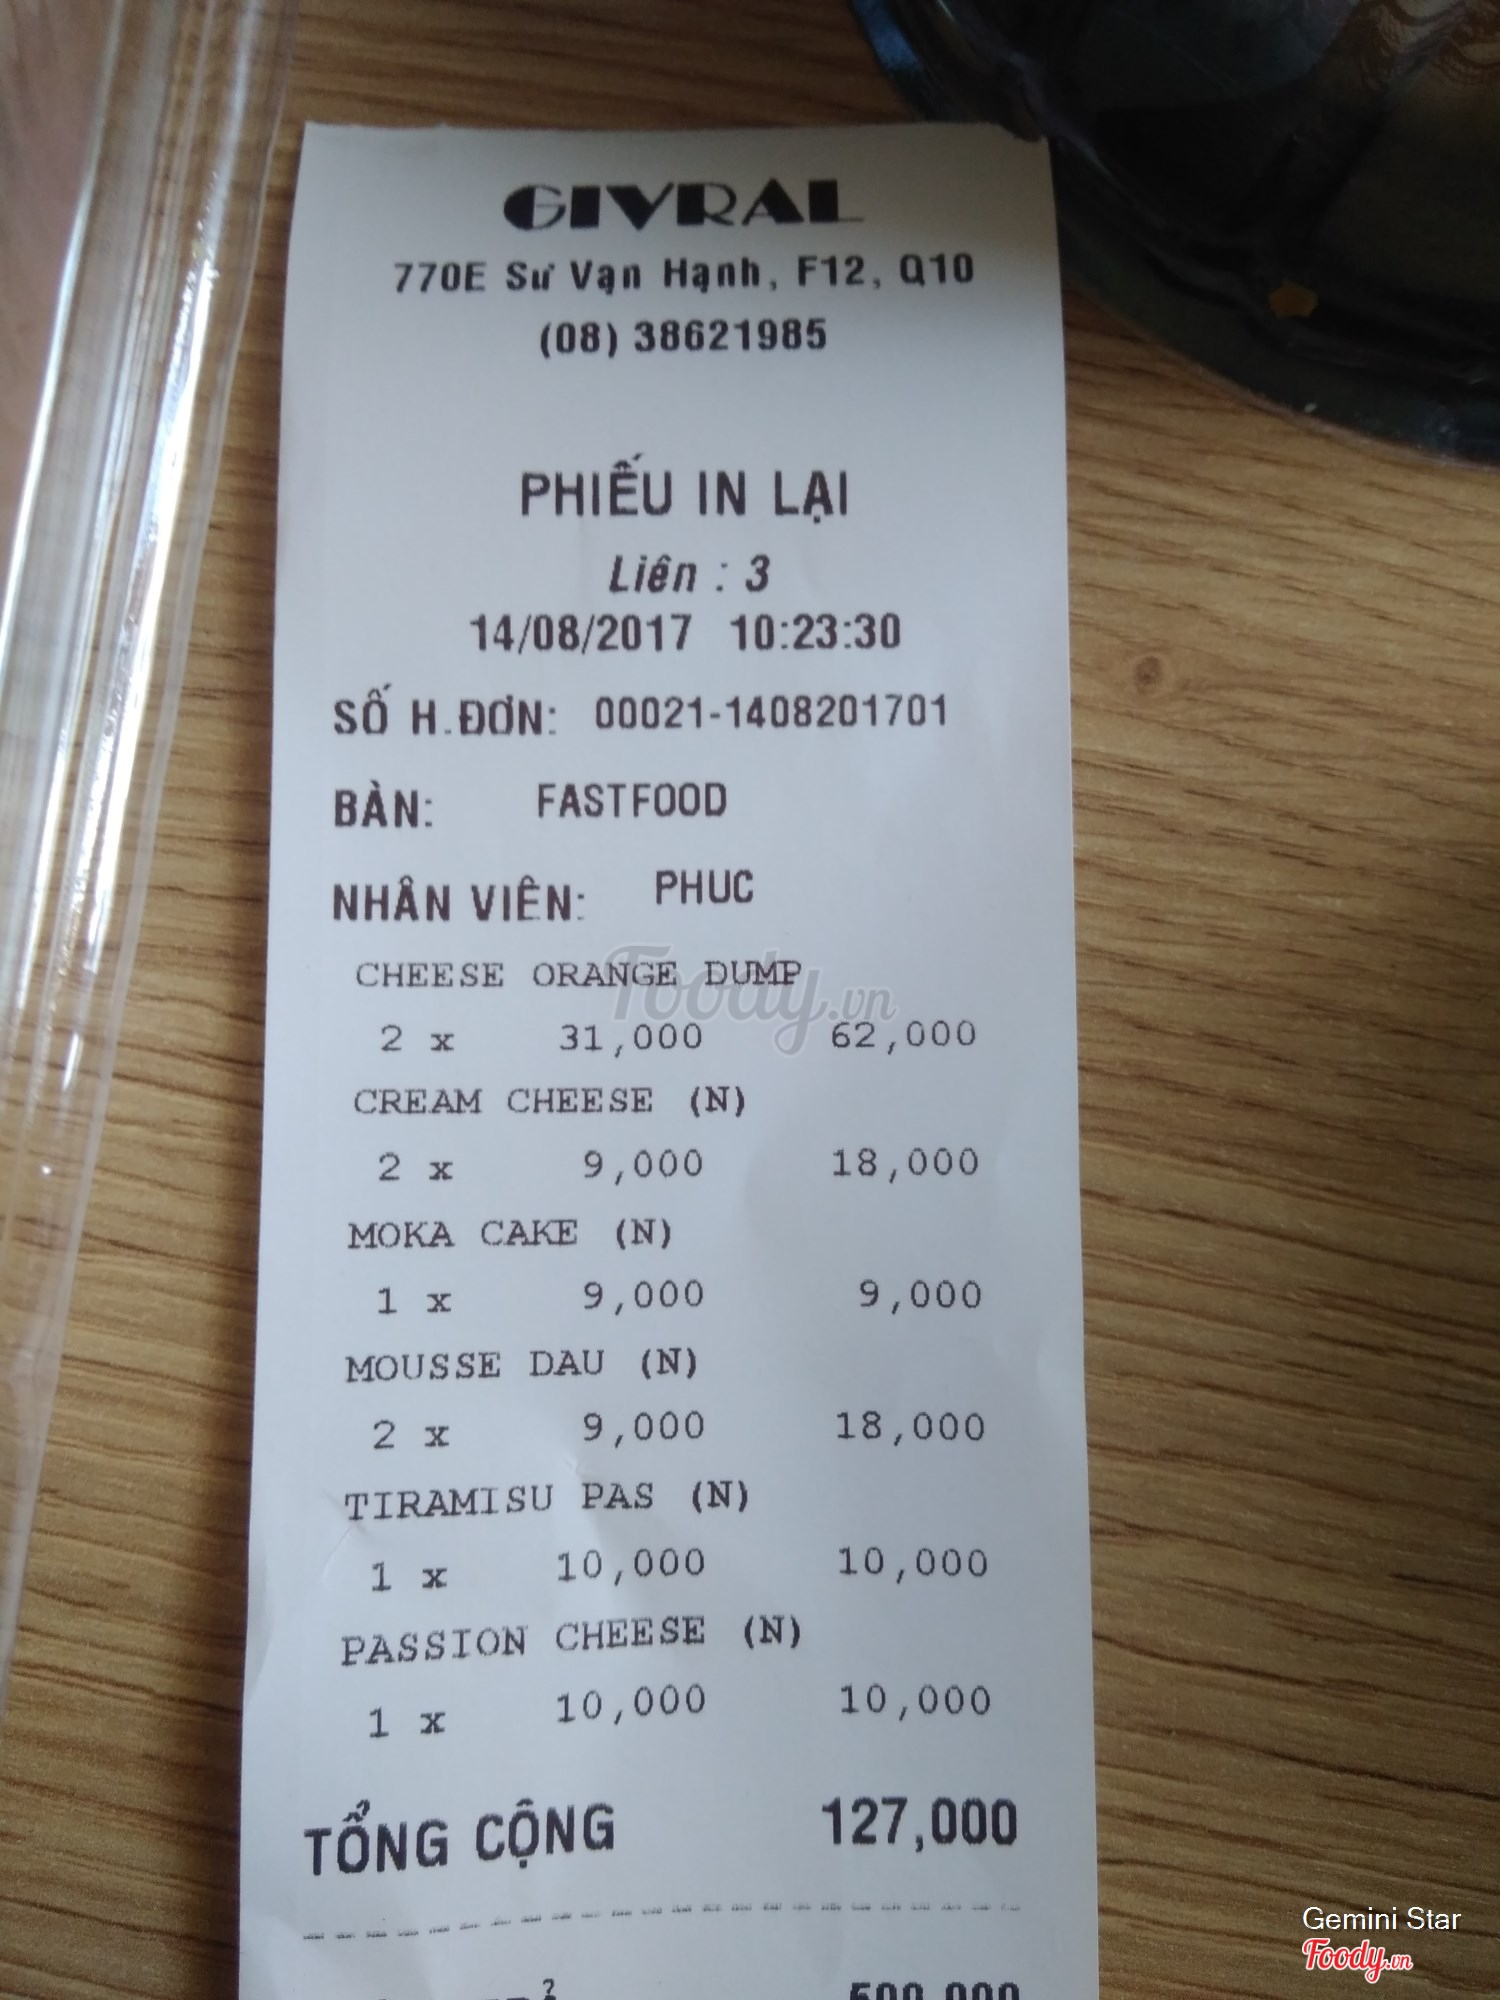 GIVRAL
770E Sư Vạn Hạnh, F12, Q10
(08) 38621985
PHIẾU IN LẠI
Liên : 3
14/08/2017 10:23:30
SỐ H.ĐƠN: 00021-1408201701
BÀN: FASTFOOD
NHÂN VIÊN: PHUC
CHEESE ORANGE DUMP
2 x 31,000 62,000
CREAM CHEESE (N)
2 x 9,000 18,000
MOKA CAKE (N)
1 x 9,000 9,000
MOUSSE DAU (N)
2 x 9,000 18,000
TIRAMISU PAS (N)
1 x 10,000 10,000
PASSION CHEESE (N)
1 x 10,000 10,000
TỔNG CỘNG 127,000
500,000
Foody.vn
Gemini Star
Foody.vn